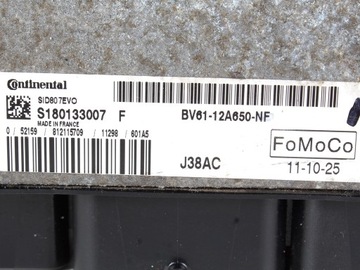 Continental
SID807EVO
S180133007 F
MADE IN FRANCE
0 / 52159 / 812115709 / 11298 / 601A5
BV61-12A650-NF
J38AC
FoMoCo
11-10-25